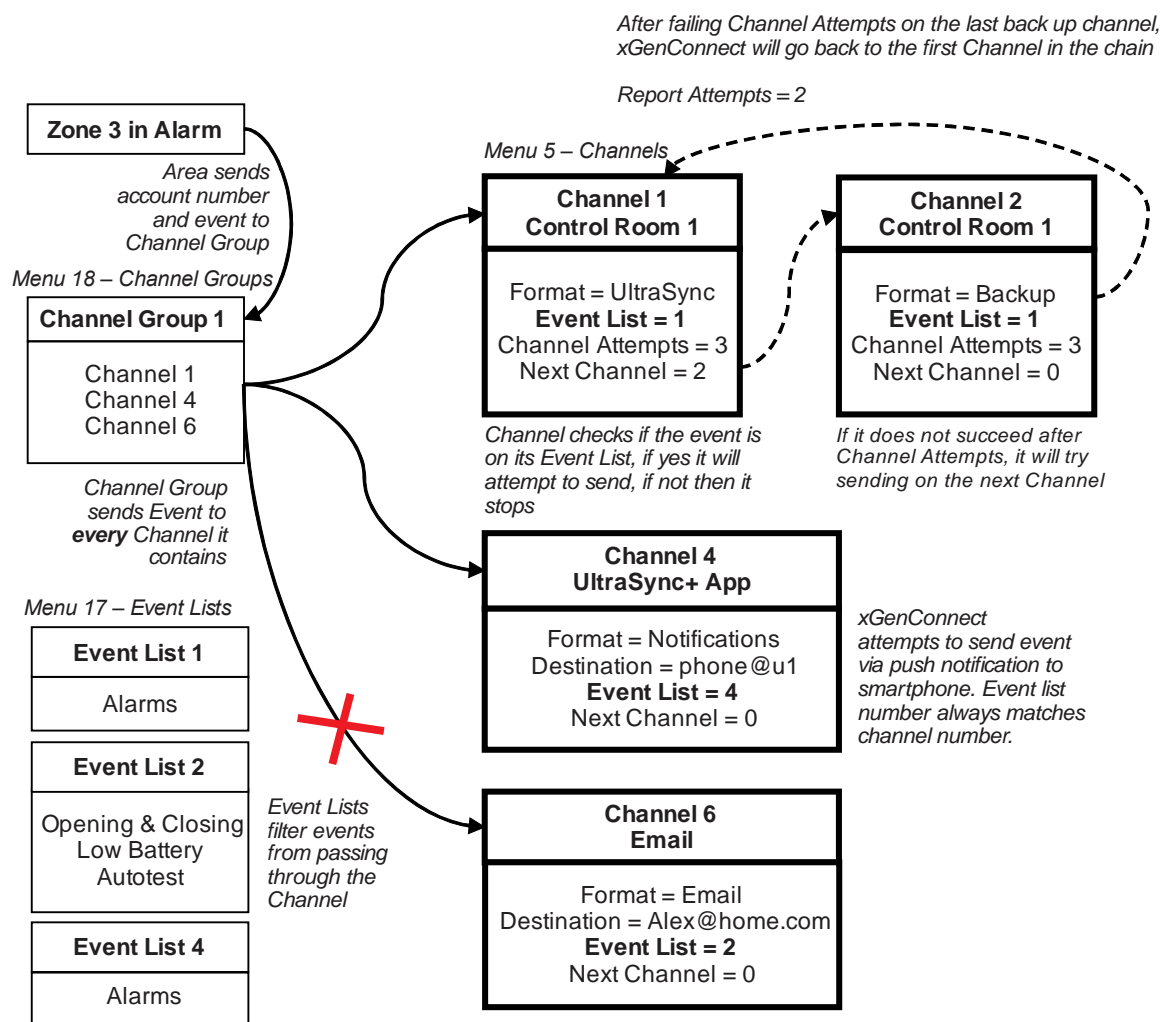 After failing Channel Attempts on the last back up channel,
xGenConnect will go back to the first Channel in the chain
Report Attempts = 2
Zone 3 in Alarm
Area sends
account number
and event to
Channel Group
Menu 18 – Channel Groups
Channel Group 1
Channel 1
Channel 4
Channel 6
Channel Group
sends Event to
every Channel it
contains
Menu 5 – Channels
Channel 1
Control Room 1
Format = UltraSync
Event List = 1
Channel Attempts = 3
Next Channel = 2
Channel checks if the event is
on its Event List, if yes it will
attempt to send, if not then it
stops
Channel 2
Control Room 1
Format = Backup
Event List = 1
Channel Attempts = 3
Next Channel = 0
If it does not succeed after
Channel Attempts, it will try
sending on the next Channel
Channel 4
UltraSync+ App
Format = Notifications
Destination = phone@u1
Event List = 4
Next Channel = 0
xGenConnect
attempts to send event
via push notification to
smartphone. Event list
number always matches
channel number.
Menu 17 – Event Lists
Event List 1
Alarms
Event List 2
Opening & Closing
Low Battery
Autotest
Event List 4
Alarms
Event Lists
filter events
from passing
through the
Channel
Channel 6
Email
Format = Email
Destination = Alex@home.com
Event List = 2
Next Channel = 0